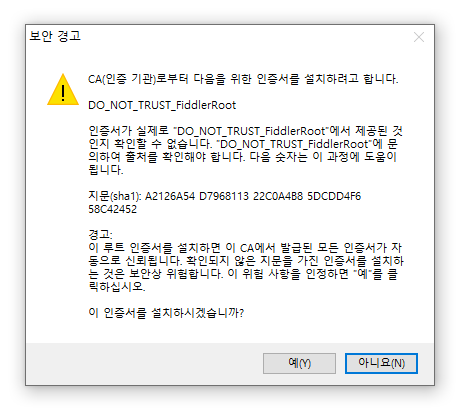 보안 경고
CA(인증 기관)로부터 다음을 위한 인증서를 설치하려고 합니다.
DO_NOT_TRUST_FiddlerRoot
인증서가 실제로 "DO_NOT_TRUST_FiddlerRoot"에서 제공된 것
인지 확인할 수 없습니다. "DO_NOT_TRUST_FiddlerRoot"에 문
의하여 출처를 확인해야 합니다. 다음 숫자는 이 과정에 도움이
됩니다.
지문(sha1): A2126A54 D7968113 22C0A4B8 5DCDD4F6
58C42452
경고:
이 루트 인증서를 설치하면 이 CA에서 발급된 모든 인증서가 자
동으로 신뢰됩니다. 확인되지 않은 지문을 가진 인증서를 설치하
는 것은 보안상 위험합니다. 이 위험 사항을 인정하면 "예"를 클
릭하십시오.
이 인증서를 설치하시겠습니까?
예(Y)
아니요(N)